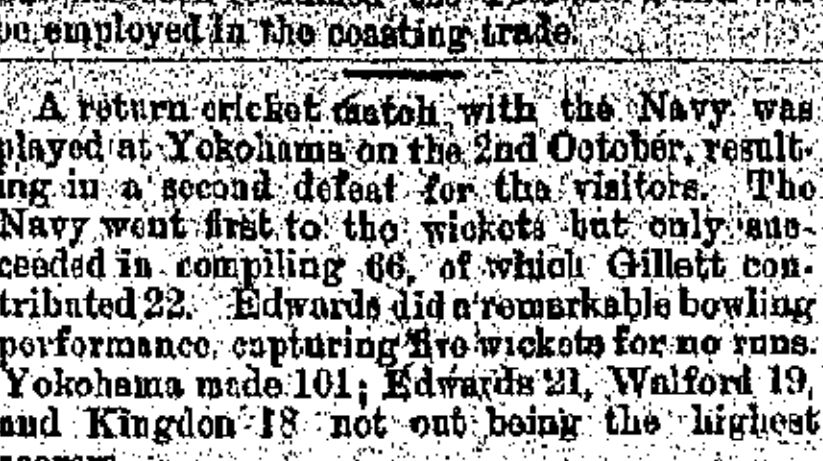 be employed in the coasting trade.
A return cricket match with the Navy was
played at Yokohama on the 2nd October, result-
ing in a second defeat for the visitors. The
Navy went first to the wickets but only suc-
ceeded in compiling 66, of which Gillett con-
tributed 22. Edwards did a remarkable bowling
performance, capturing five wickets for no runs.
Yokohama made 101; Edwards 21, Walford 19,
and Kingdon 18 not out being the highest